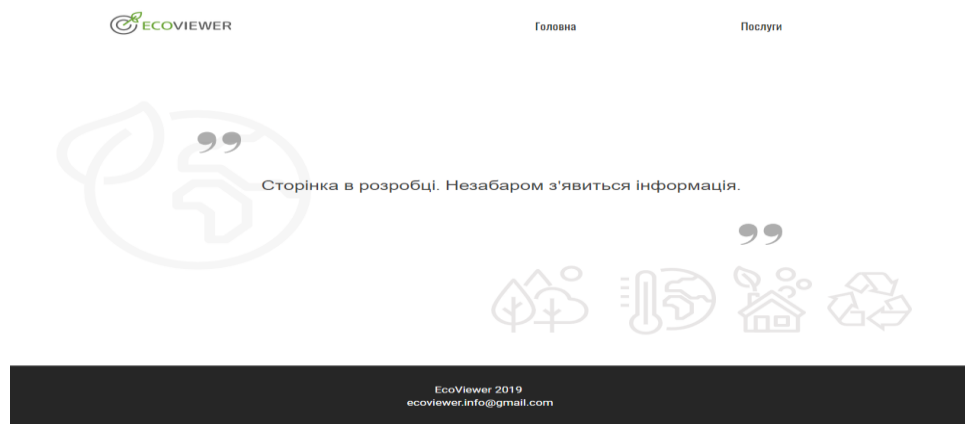 ECOVIEWER
Головна
Послуги
Сторінка в розробці. Незабаром з'явиться інформація.
EcoViewer 2019
ecoviewer.info@gmail.com